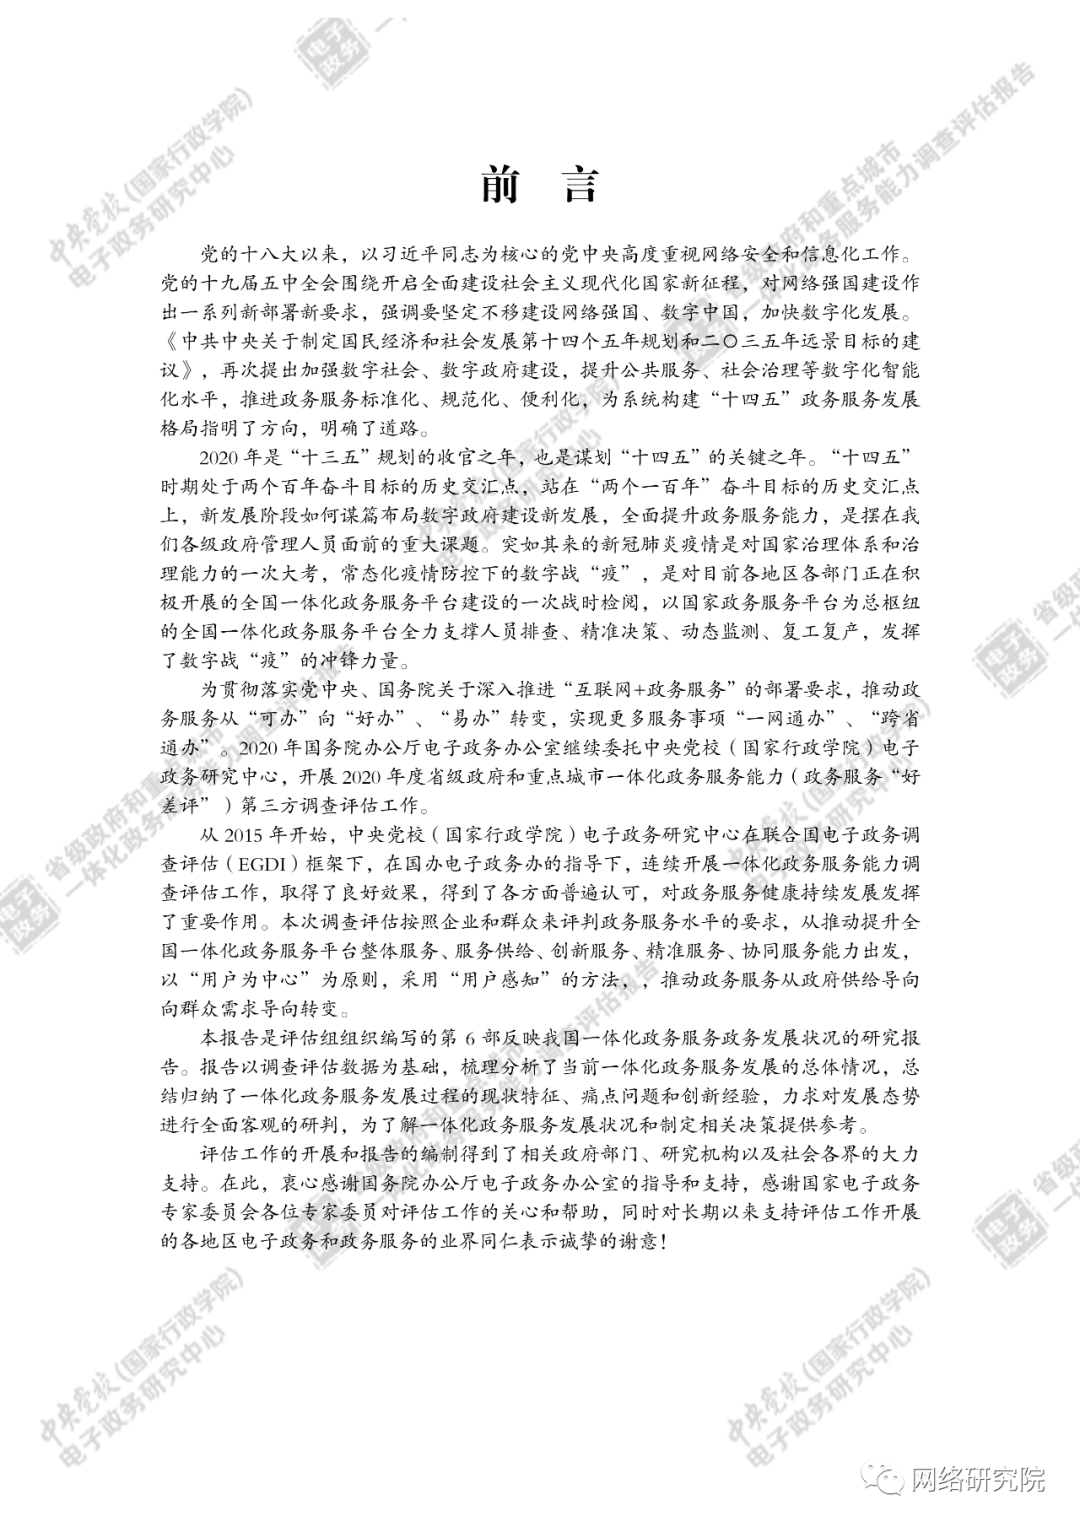 前 言
党的十八大以来，以习近平同志为核心的党中央高度重视网络安全和信息化工作。
党的十九届五中全会围绕开启全面建设社会主义现代化国家新征程，对网络强国建设作
出一系列新部署新要求，强调要坚定不移建设网络强国、数字中国，加快数字化发展。
《中共中央关于制定国民经济和社会发展第十四个五年规划和二〇三五年远景目标的建
议》，再次提出加强数字社会、数字政府建设，提升公共服务、社会治理等数字化智能
化水平，推进政务服务标准化、规范化、便利化，为系统构建“十四五”政务服务发展
格局指明了方向，明确了道路。
2020 年是“十三五”规划的收官之年，也是谋划“十四五”的关键之年。“十四五”
时期处于两个百年奋斗目标的历史交汇点，站在“两个一百年”奋斗目标的历史交汇点
上，新发展阶段如何谋篇布局数字政府建设新发展，全面提升政务服务能力，是摆在我
们各级政府管理人员面前的重大课题。突如其来的新冠肺炎疫情是对国家治理体系和治
理能力的一次大考，常态化疫情防控下的数字战“疫”，是对目前各地区各部门正在积
极开展的全国一体化政务服务平台建设的一次战时检阅，以国家政务服务平台为总枢纽
的全国一体化政务服务平台全力支撑人员排查、精准决策、动态监测、复工复产，发挥
了数字战“疫”的冲锋力量。
为贯彻落实党中央、国务院关于深入推进“互联网+政务服务”的部署要求，推动政
务服务从“可办”向“好办”、“易办”转变，实现更多服务事项“一网通办”、“跨省
通办”。2020 年国务院办公厅电子政务办公室继续委托中央党校（国家行政学院）电子
政务研究中心，开展 2020 年度省级政府和重点城市一体化政务服务能力（政务服务“好
差评”）第三方调查评估工作。
从 2015 年开始，中央党校（国家行政学院）电子政务研究中心在联合国电子政务调
查评估（EGDI）框架下，在国办电子政务办的指导下，连续开展一体化政务服务能力调
查评估工作，取得了良好效果，得到了各方面普遍认可，对政务服务健康持续发展发挥
了重要作用。本次调查评估按照企业和群众来评判政务服务水平的要求，从推动提升全
国一体化政务服务平台整体服务、服务供给、创新服务、精准服务、协同服务能力出发，
以“用户为中心”为原则，采用“用户感知”的方法，，推动政务服务从政府供给导向
向群众需求导向转变。
本报告是评估组组织编写的第 6 部反映我国一体化政务服务政务发展状况的研究报
告。报告以调查评估数据为基础，梳理分析了当前一体化政务服务发展的总体情况，总
结归纳了一体化政务服务发展过程的现状特征、痛点问题和创新经验，力求对发展态势
进行全面客观的研判，为了解一体化政务服务发展状况和制定相关决策提供参考。
评估工作的开展和报告的编制得到了相关政府部门、研究机构以及社会各界的大力
支持。在此，衷心感谢国务院办公厅电子政务办公室的指导和支持，感谢国家电子政务
专家委员会各位专家委员对评估工作的关心和帮助，同时对长期以来支持评估工作开展
的各地区电子政务和政务服务的业界同仁表示诚挚的谢意！
中央党校（国家行政学院）
电子政务研究中心
省级政府和重点城市
一体化政务服务能力调查评估报告
电子政务
网络研究院